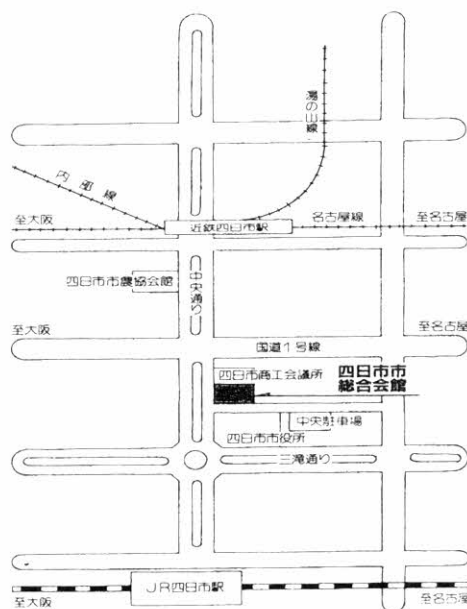 湯の山線
内部線
至大阪
近鉄四日市駅
名古屋線
至名古屋
四日市市農協会館
中央通り
至大阪
国道1号線
至名古屋
四日市商工会議所
四日市市
総合会館
中央駐車場
四日市市役所
三滝通り
JR四日市駅
至大阪
至名古屋